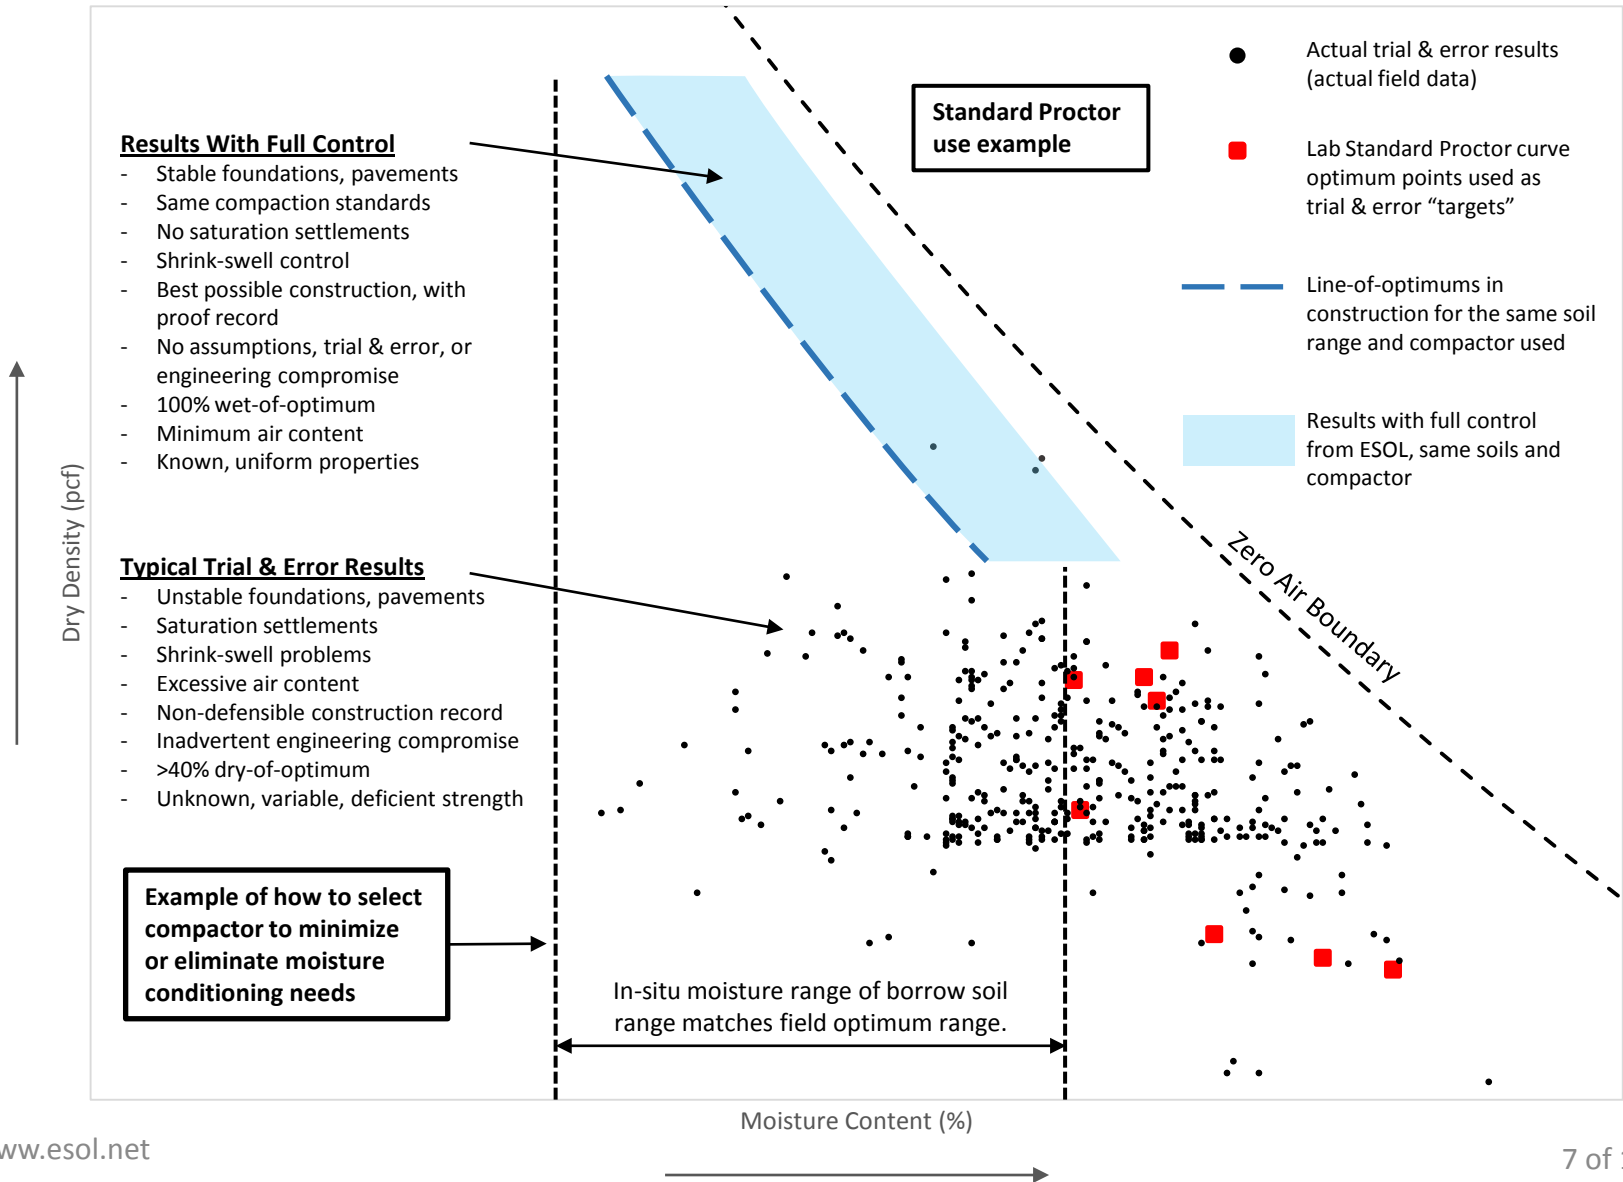 Results With Full Control
- Stable foundations, pavements
- Same compaction standards
- No saturation settlements
- Shrink-swell control
- Best possible construction, with
proof record
- No assumptions, trial & error, or
engineering compromise
- 100% wet-of-optimum
- Minimum air content
- Known, uniform properties
Typical Trial & Error Results
- Unstable foundations, pavements
- Saturation settlements
- Shrink-swell problems
- Excessive air content
- Non-defensible construction record
- Inadvertent engineering compromise
- >40% dry-of-optimum
- Unknown, variable, deficient strength
Example of how to select
compactor to minimize
or eliminate moisture
conditioning needs
Standard Proctor
use example
Actual trial & error results
(actual field data)
Lab Standard Proctor curve
optimum points used as
trial & error “targets”
Line-of-optimums in
construction for the same soil
range and compactor used
Results with full control
from ESOL, same soils and
compactor
Zero Air Boundary
In-situ moisture range of borrow soil
range matches field optimum range.
Dry Density (pcf)
Moisture Content (%)
ww.esol.net
7 of